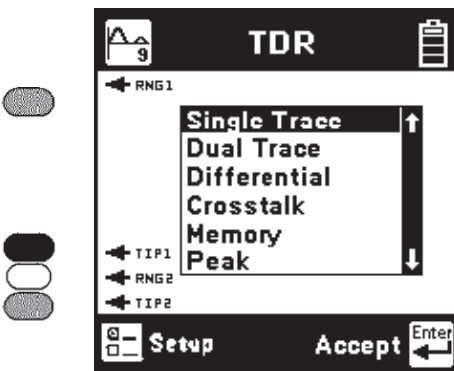 9
TDR
RNG1
Single Trace
Dual Trace
Differential
Crosstalk
Memory
Peak
TIP1
RNG2
TIP2
Setup
Accept
Enter